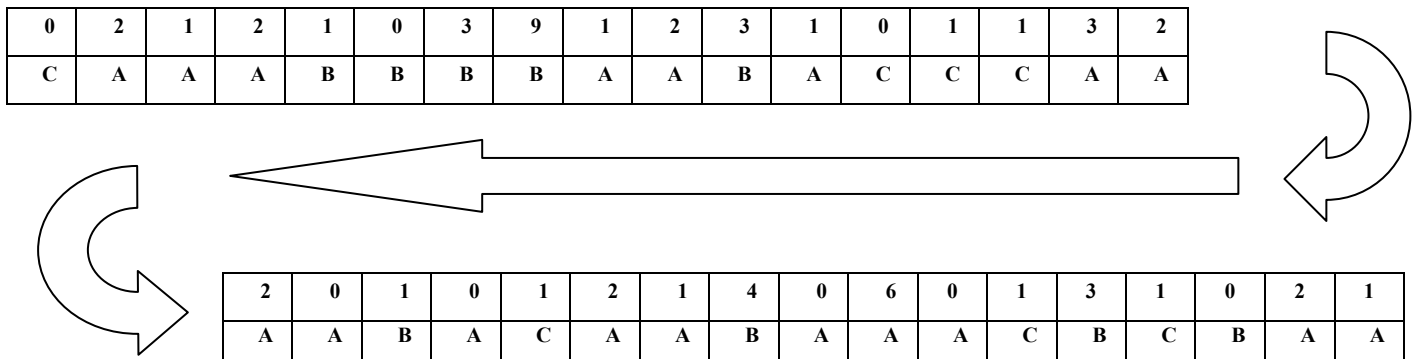 0 2 1 2 1 0 3 9 1 2 3 1 0 1 1 3 2
C A A A B B B B A A B A C C C A A
2 0 1 0 1 2 1 4 0 6 0 1 3 1 0 2 1
A A B A C A A B A A A C B C B A A